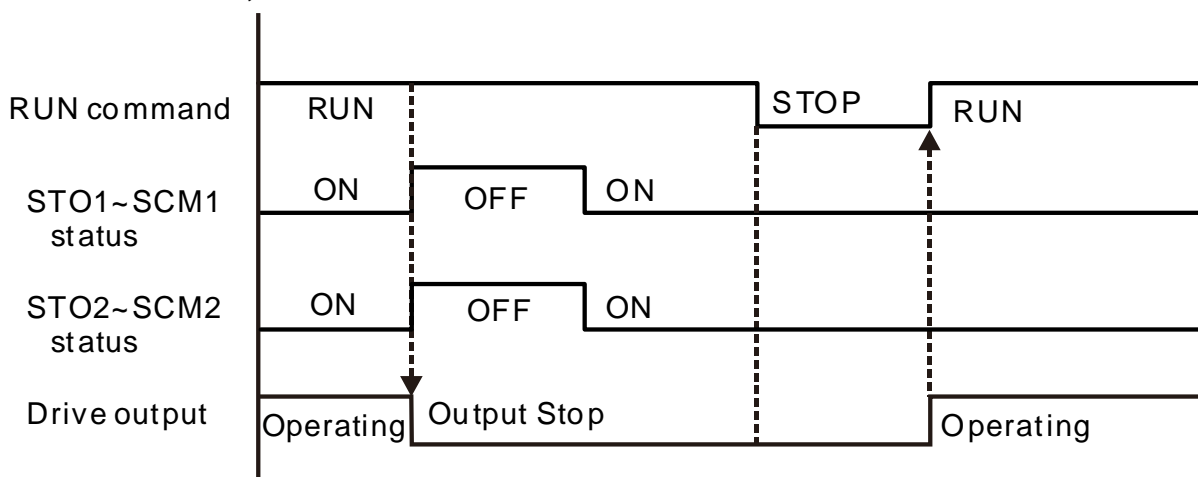 RUN command RUN STOP RUN
STO1~SCM1
status
ON OFF ON
STO2~SCM2
status
ON OFF ON
Drive output Operating Output Stop Operating